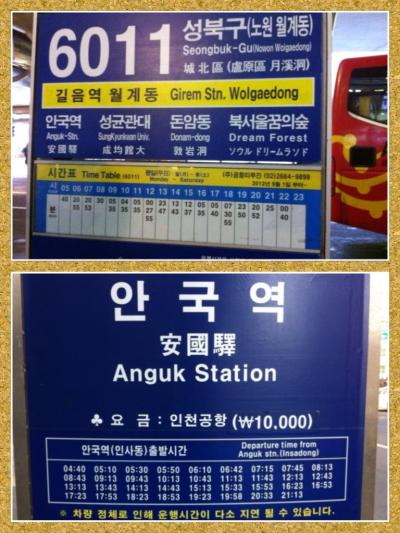 6011 성북구(노원 월계동)
Seongbuk-Gu(Nowon Wolgaedong)
城北區(盧原區 月溪洞)
길음역 월계동 Girem Stn. Wolgaedong
안국역 성균관대 돈암동 북서울꿈의숲
Anguk-Stn. SungKyunkwan Univ. Donam-dong Dream Forest
安國驛 成均館大 敦岩洞 ソウル ドリームランド
시간표 Time Table (6011)
Monday ~ Saturday
(02)2664-9898
시 05 06 07 08 09 10 11 12 13 14 15 16 17 18 19 20 21 22 23
분
안국역
安國驛
Anguk Station
♣ 요 금 : 인천공항 (₩10,000)
안국역(인사동)출발시간 Departure time from
Anguk stn.(Insadong)
04:40 05:10 05:30 05:50 06:10 06:42 07:15 07:45 08:13
08:43 09:13 09:43 10:13 10:43 11:13 11:43 12:13 12:43
13:13 13:43 14:13 14:43 15:13 15:33 15:53 16:23 16:53
17:23 17:53 18:23 18:53 19:23 19:58 20:33 21:13
※ 차량 정체로 인해 운행시간이 다소 지연 될 수 있습니다.